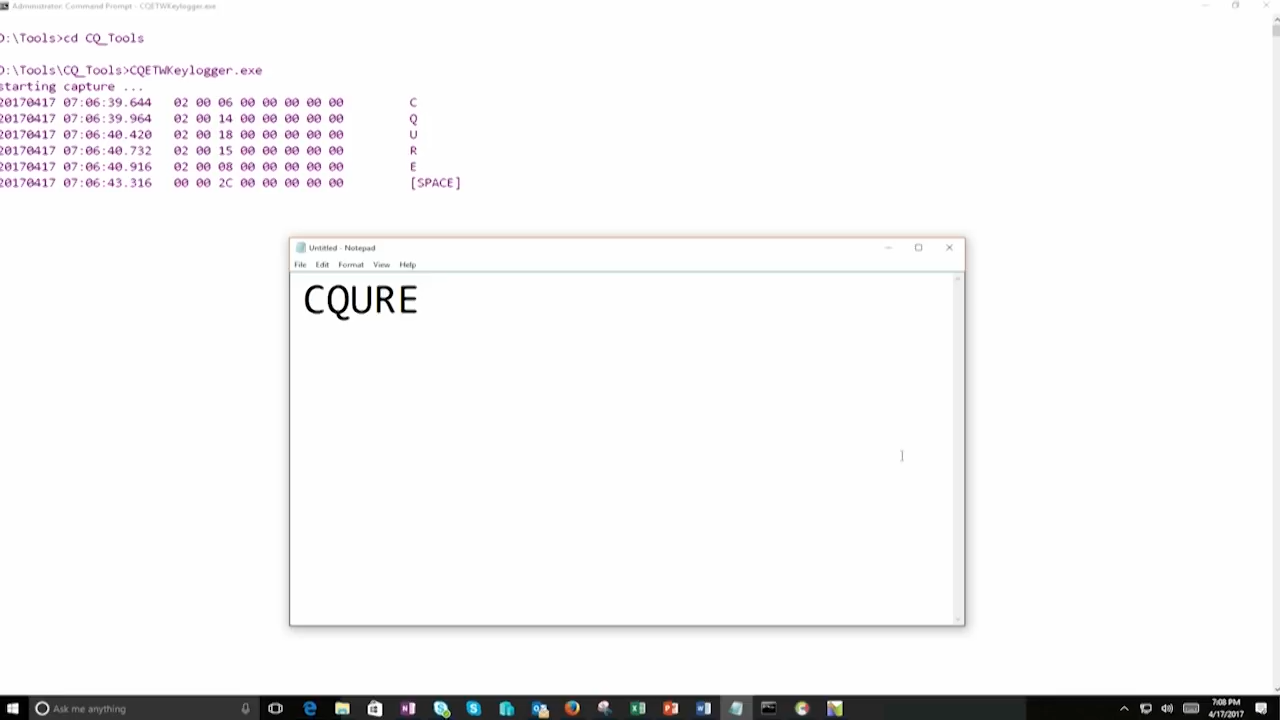 Administrator: Command Prompt - CQETWKeylogger.exe
D:\Tools>cd CQ_Tools
D:\Tools\CQ_Tools>CQETWKeylogger.exe
starting capture ...
20170417 07:06:39.644 02 00 06 00 00 00 00 00 C
20170417 07:06:39.964 02 00 14 00 00 00 00 00 Q
20170417 07:06:40.420 02 00 18 00 00 00 00 00 U
20170417 07:06:40.732 02 00 15 00 00 00 00 00 R
20170417 07:06:40.916 02 00 08 00 00 00 00 00 E
20170417 07:06:43.316 00 00 2C 00 00 00 00 00 [SPACE]
Untitled - Notepad
File Edit Format View Help
CQURE
Ask me anything
7:08 PM
4/17/2017